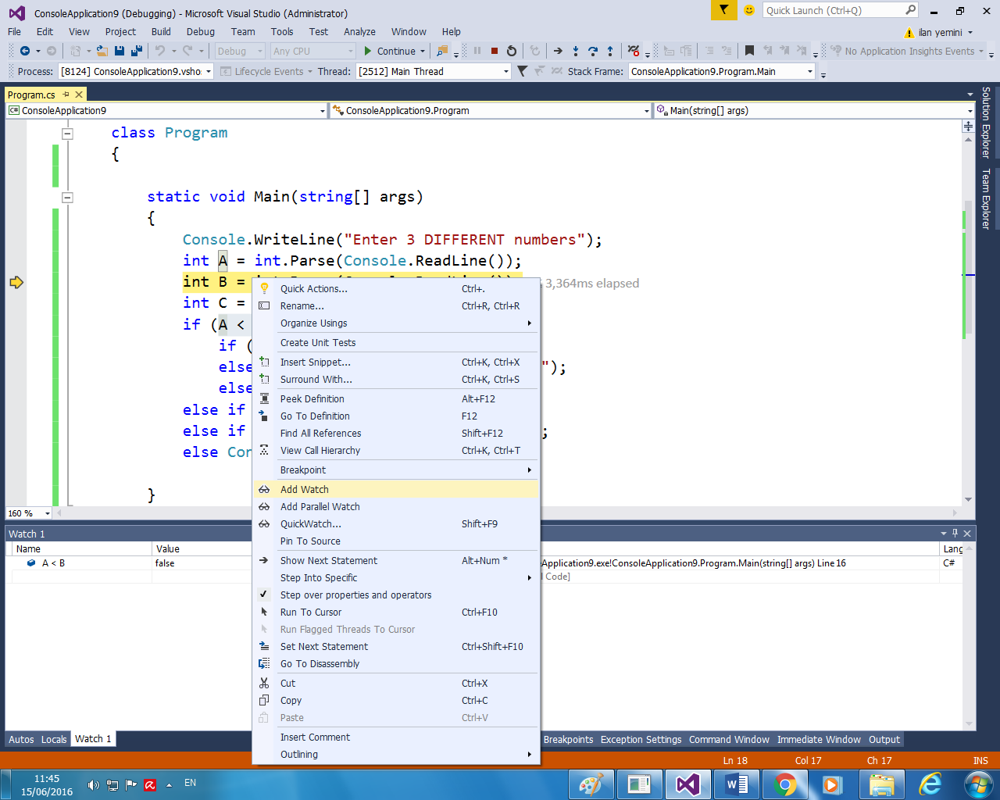 ConsoleApplication9 (Debugging) - Microsoft Visual Studio (Administrator)
Quick Launch (Ctrl+Q)
File Edit View Project Build Debug Team Tools Test Analyze Window Help
ilan yemini
Debug Any CPU Continue No Application Insights Events
Process: [8124] ConsoleApplication9.vsho Lifecycle Events Thread: [2512] Main Thread Stack Frame: ConsoleApplication9.Program.Main
Program.cs
C# ConsoleApplication9 ConsoleApplication9.Program Main(string[] args)
Solution Explorer
Team Explorer
class Program
{
static void Main(string[] args)
{
Console.WriteLine("Enter 3 DIFFERENT numbers");
int A = int.Parse(Console.ReadLine());
int B = 3,364ms elapsed
int C =
if (A <
if (
else ");
else
else if
else if ;
else Cor
}
160 %
Quick Actions... Ctrl+.
Rename... Ctrl+R, Ctrl+R
Organize Usings
Create Unit Tests
Insert Snippet... Ctrl+K, Ctrl+X
Surround With... Ctrl+K, Ctrl+S
Peek Definition Alt+F12
Go To Definition F12
Find All References Shift+F12
View Call Hierarchy Ctrl+K, Ctrl+T
Breakpoint
Add Watch
Add Parallel Watch
QuickWatch... Shift+F9
Pin To Source
Show Next Statement Alt+Num *
Step Into Specific
Step over properties and operators
Run To Cursor Ctrl+F10
Run Flagged Threads To Cursor
Set Next Statement Ctrl+Shift+F10
Go To Disassembly
Cut Ctrl+X
Copy Ctrl+C
Paste Ctrl+V
Insert Comment
Outlining
Watch 1
Name Value Lang
A < B false Application9.exe!ConsoleApplication9.Program.Main(string[] args) Line 16 C#
Code]
Autos Locals Watch 1 Breakpoints Exception Settings Command Window Immediate Window Output
Ln 18 Col 17 Ch 17 INS
11:45
15/06/2016
EN